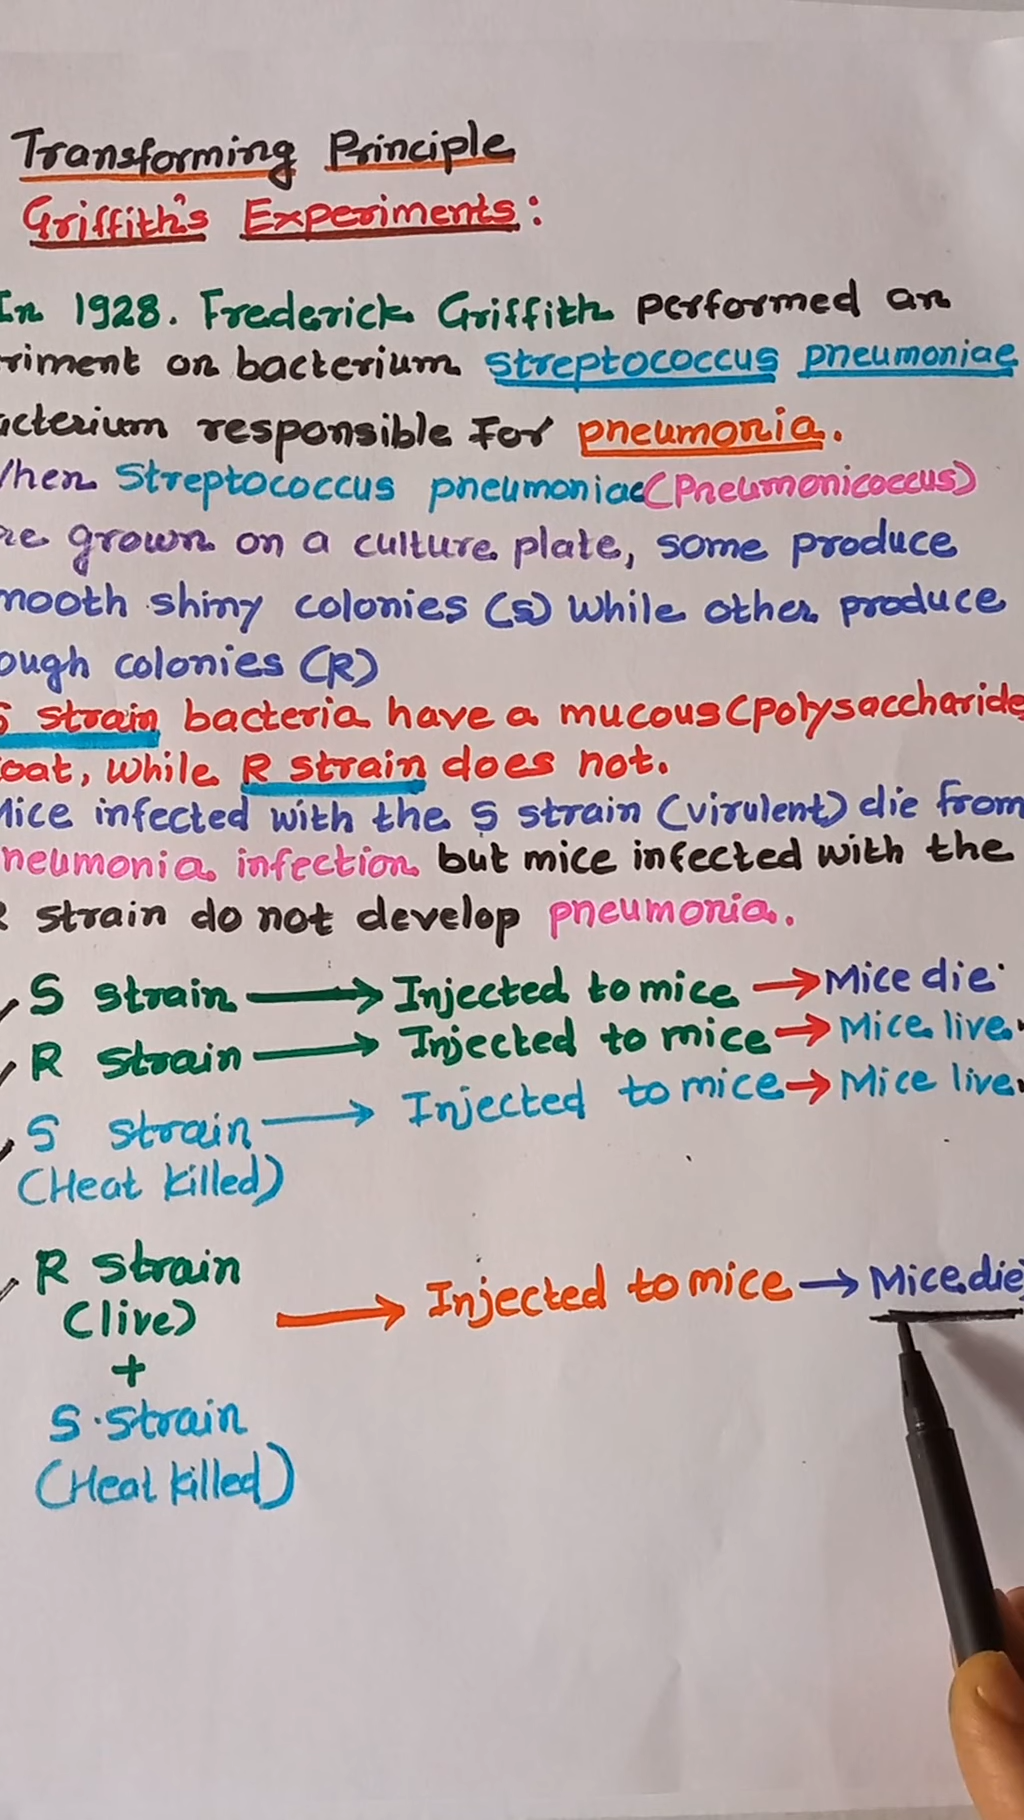 Transforming Principle
Griffith's Experiments:
In 1928. Frederick Griffith performed an
riment on bacterium Streptococcus pneumoniae
acterium responsible for pneumonia.
When Streptococcus pneumoniae (Pneumonicoccus)
re grown on a culture plate, some produce
mooth shiny colonies (S) while other produce
ough colonies (R)
S strain bacteria have a mucous (polysaccharide
oat, while R strain does not.
Mice infected with the S strain (virulent) die from
neumonia infection but mice infected with the
R strain do not develop pneumonia.
S strain → Injected to mice → Mice die.
R strain → Injected to mice → Mice live.
S strain → Injected to mice → Mice live.
(Heat killed)
R strain
(live) → Injected to mice → Mice die
+
S.strain
(Heat killed)